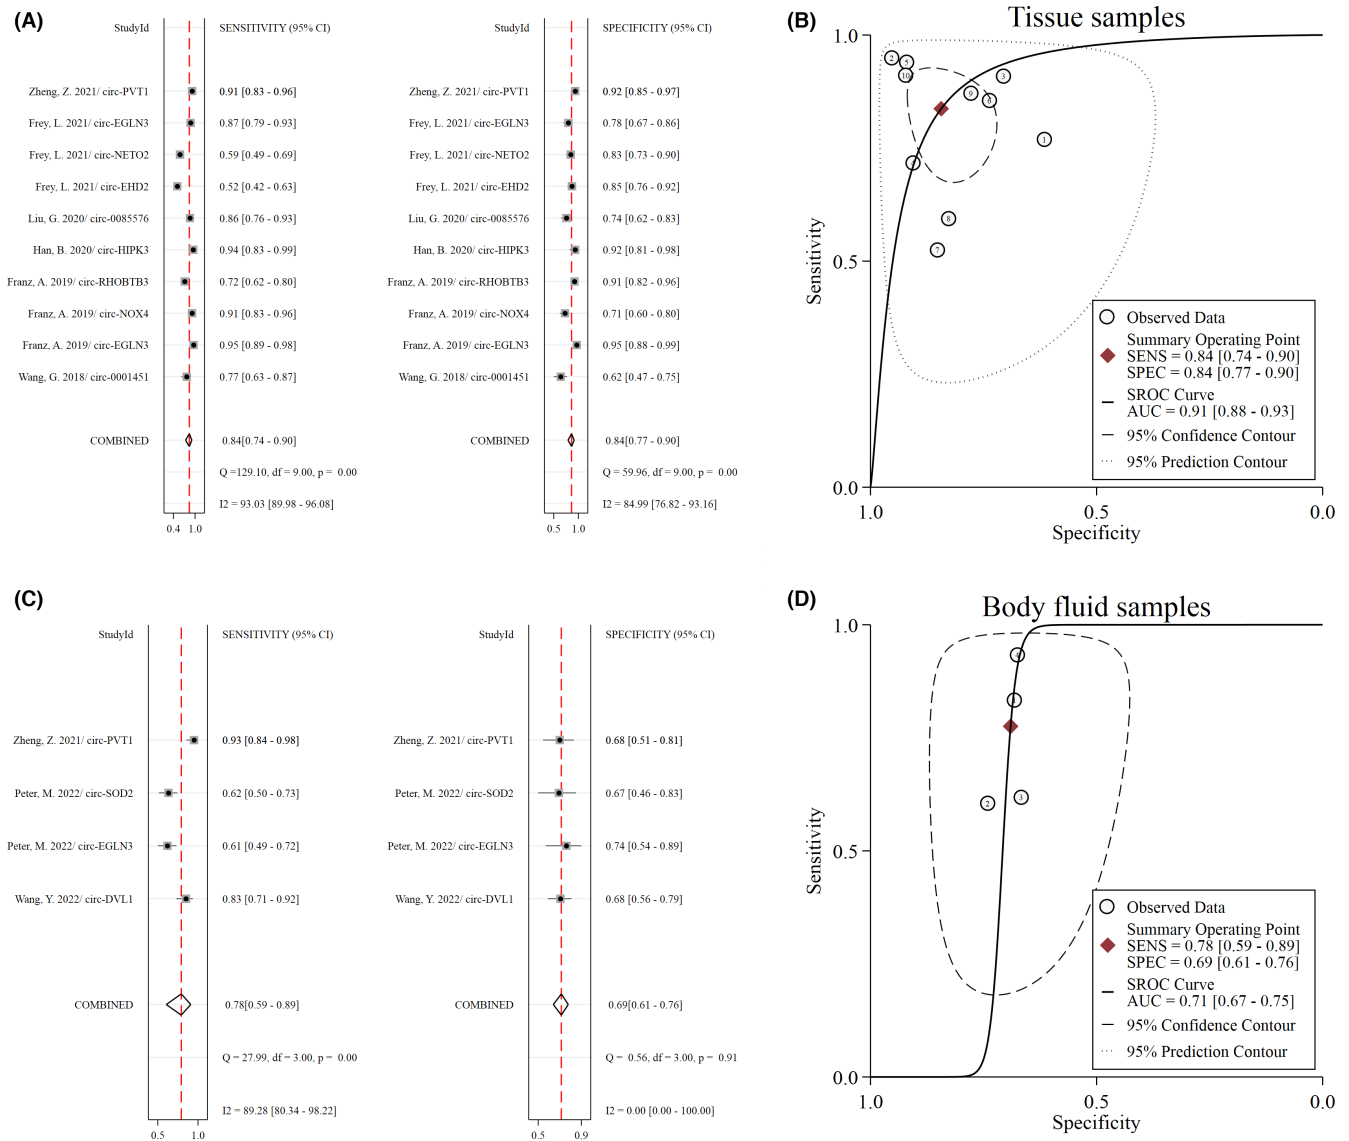 (A)
StudyId
SENSITIVITY (95% CI)
Zheng, Z. 2021/ circ-PVT1
0.91 [0.83 - 0.96]
Frey, L. 2021/ circ-EGLN3
0.87 [0.79 - 0.93]
Frey, L. 2021/ circ-NETO2
0.59 [0.49 - 0.69]
Frey, L. 2021/ circ-EHD2
0.52 [0.42 - 0.63]
Liu, G. 2020/ circ-0085576
0.86 [0.76 - 0.93]
Han, B. 2020/ circ-HIPK3
0.94 [0.83 - 0.99]
Franz, A. 2019/ circ-RHOBTB3
0.72 [0.62 - 0.80]
Franz, A. 2019/ circ-NOX4
0.91 [0.83 - 0.96]
Franz, A. 2019/ circ-EGLN3
0.95 [0.89 - 0.98]
Wang, G. 2018/ circ-0001451
0.77 [0.63 - 0.87]
COMBINED
0.84[0.74 - 0.90]
Q =129.10, df = 9.00, p = 0.00
I2 = 93.03 [89.98 - 96.08]
0.4 1.0
StudyId
SPECIFICITY (95% CI)
Zheng, Z. 2021/ circ-PVT1
0.92 [0.85 - 0.97]
Frey, L. 2021/ circ-EGLN3
0.78 [0.67 - 0.86]
Frey, L. 2021/ circ-NETO2
0.83 [0.73 - 0.90]
Frey, L. 2021/ circ-EHD2
0.85 [0.76 - 0.92]
Liu, G. 2020/ circ-0085576
0.74 [0.62 - 0.83]
Han, B. 2020/ circ-HIPK3
0.92 [0.81 - 0.98]
Franz, A. 2019/ circ-RHOBTB3
0.91 [0.82 - 0.96]
Franz, A. 2019/ circ-NOX4
0.71 [0.60 - 0.80]
Franz, A. 2019/ circ-EGLN3
0.95 [0.88 - 0.99]
Wang, G. 2018/ circ-0001451
0.62 [0.47 - 0.75]
COMBINED
0.84[0.77 - 0.90]
Q = 59.96, df = 9.00, p = 0.00
I2 = 84.99 [76.82 - 93.16]
0.5 1.0
(B)
Tissue samples
1.0
0.5
0.0
Sensitivity
2
5
10
3
9
6
1
8
7
Observed Data
Summary Operating Point
SENS = 0.84 [0.74 - 0.90]
SPEC = 0.84 [0.77 - 0.90]
SROC Curve
AUC = 0.91 [0.88 - 0.93]
95% Confidence Contour
95% Prediction Contour
1.0 0.5 0.0
Specificity
(C)
StudyId
SENSITIVITY (95% CI)
Zheng, Z. 2021/ circ-PVT1
0.93 [0.84 - 0.98]
Peter, M. 2022/ circ-SOD2
0.62 [0.50 - 0.73]
Peter, M. 2022/ circ-EGLN3
0.61 [0.49 - 0.72]
Wang, Y. 2022/ circ-DVL1
0.83 [0.71 - 0.92]
COMBINED
0.78[0.59 - 0.89]
Q = 27.99, df = 3.00, p = 0.00
I2 = 89.28 [80.34 - 98.22]
0.5 1.0
StudyId
SPECIFICITY (95% CI)
Zheng, Z. 2021/ circ-PVT1
0.68 [0.51 - 0.81]
Peter, M. 2022/ circ-SOD2
0.67 [0.46 - 0.83]
Peter, M. 2022/ circ-EGLN3
0.74 [0.54 - 0.89]
Wang, Y. 2022/ circ-DVL1
0.68 [0.56 - 0.79]
COMBINED
0.69[0.61 - 0.76]
Q = 0.56, df = 3.00, p = 0.91
I2 = 0.00 [0.00 - 100.00]
0.5 0.9
(D)
Body fluid samples
1.0
0.5
0.0
Sensitivity
2
3
Observed Data
Summary Operating Point
SENS = 0.78 [0.59 - 0.89]
SPEC = 0.69 [0.61 - 0.76]
SROC Curve
AUC = 0.71 [0.67 - 0.75]
95% Confidence Contour
95% Prediction Contour
1.0 0.5 0.0
Specificity